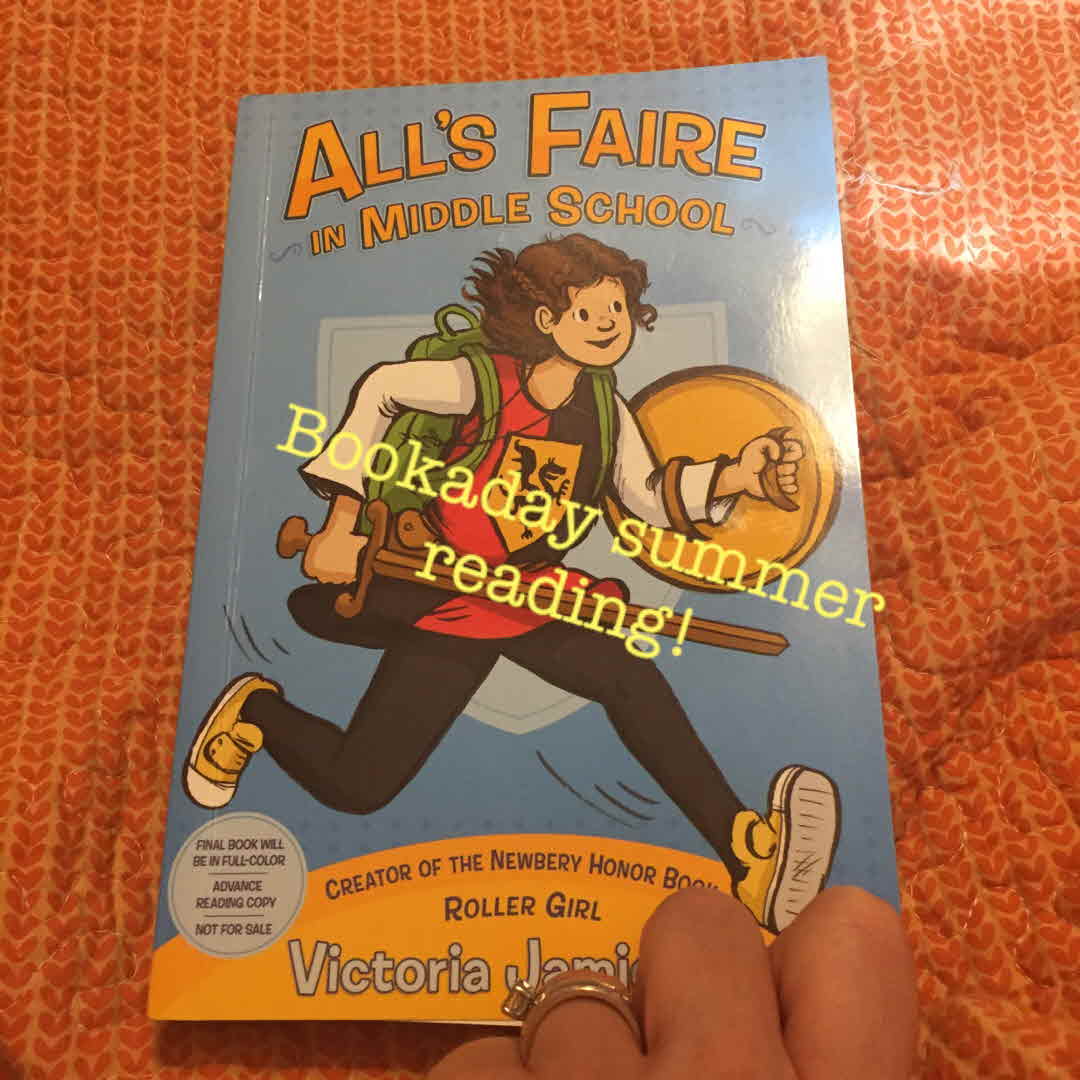 ALL'S FAIRE
IN MIDDLE SCHOOL
Bookaday summer
reading!
FINAL BOOK WILL
BE IN FULL-COLOR
ADVANCE
READING COPY
NOT FOR SALE
CREATOR OF THE NEWBERY HONOR BOOK
ROLLER GIRL
Victoria